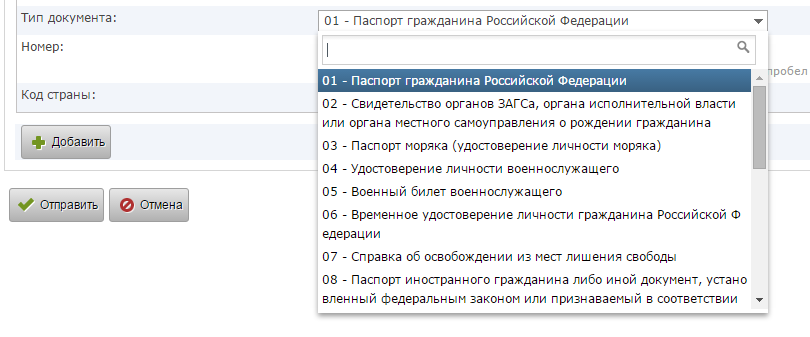 Тип документа:
01 - Паспорт гражданина Российской Федерации
Номер:
пробел
01 - Паспорт гражданина Российской Федерации
Код страны:
02 - Свидетельство органов ЗАГСа, органа исполнительной власти
или органа местного самоуправления о рождении гражданина
Добавить
03 - Паспорт моряка (удостоверение личности моряка)
04 - Удостоверение личности военнослужащего
05 - Военный билет военнослужащего
Отправить
Отмена
06 - Временное удостоверение личности гражданина Российской Ф
едерации
07 - Справка об освобождении из мест лишения свободы
08 - Паспорт иностранного гражданина либо иной документ, устано
вленный федеральным законом или признаваемый в соответствии